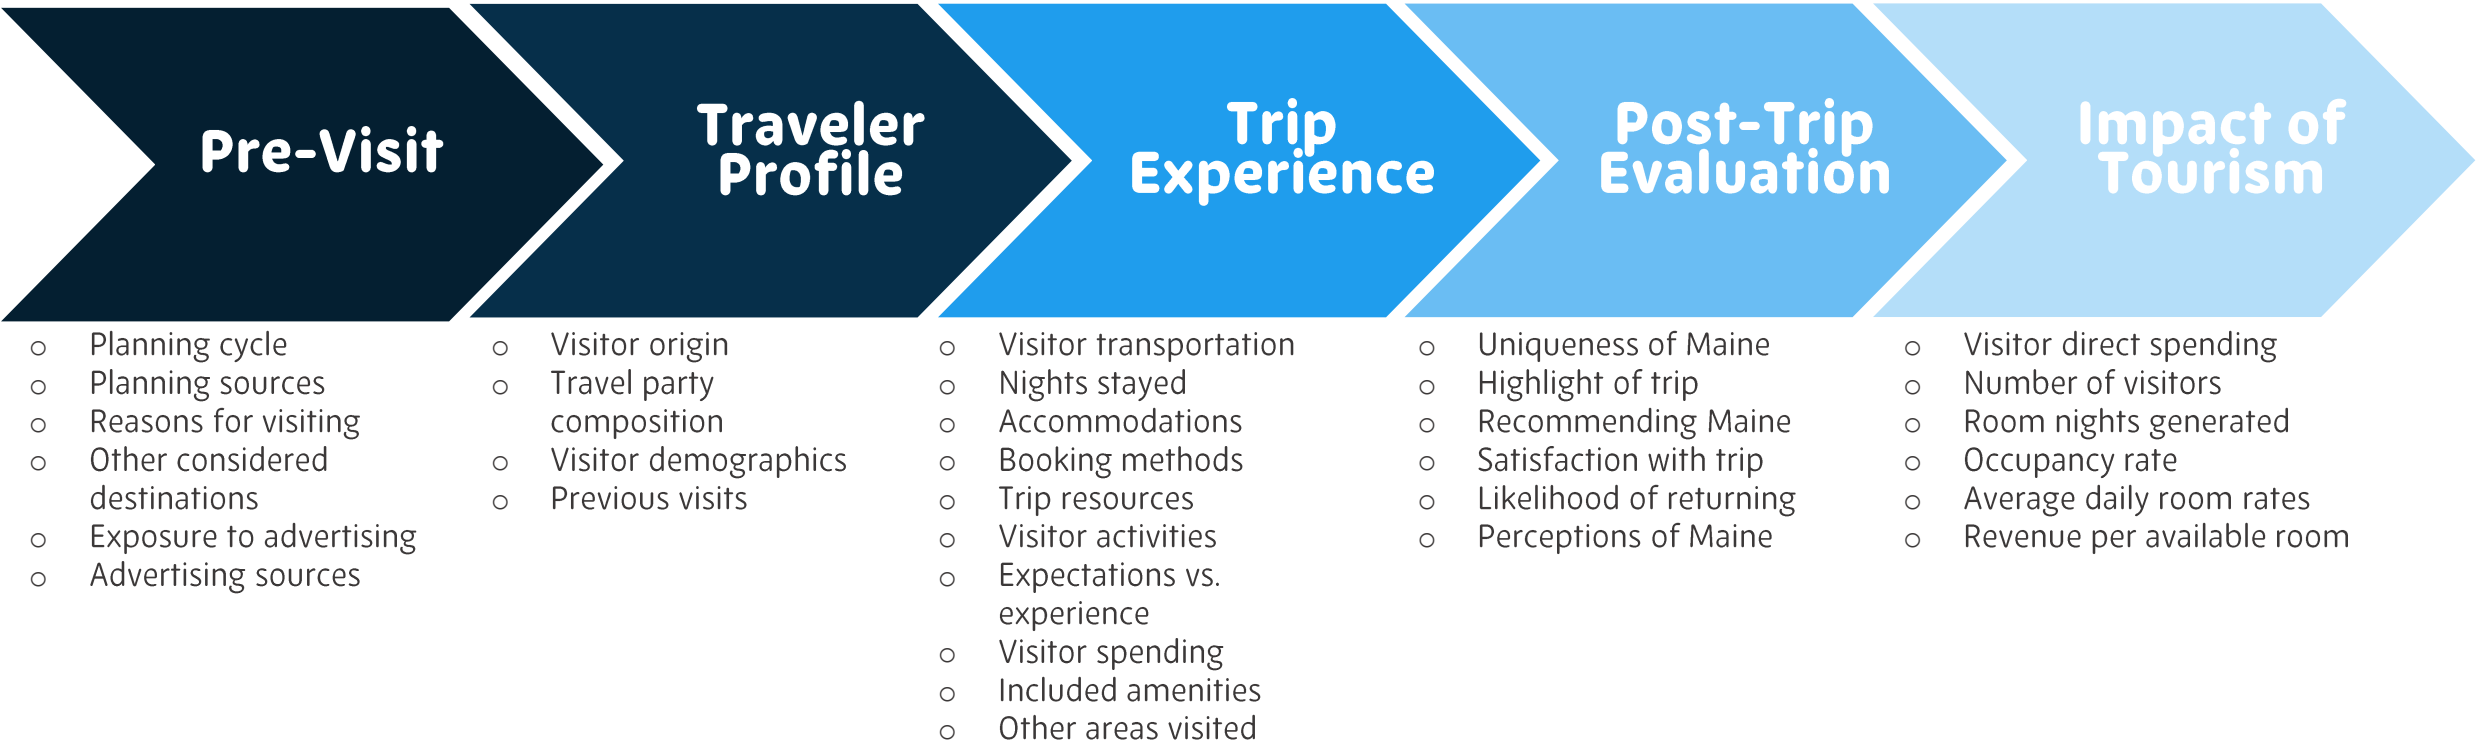 Pre-Visit
○ Planning cycle
○ Planning sources
○ Reasons for visiting
○ Other considered
destinations
○ Exposure to advertising
○ Advertising sources
Traveler
Profile
○ Visitor origin
○ Travel party
composition
○ Visitor demographics
○ Previous visits
Trip
Experience
○ Visitor transportation
○ Nights stayed
○ Accommodations
○ Booking methods
○ Trip resources
○ Visitor activities
○ Expectations vs.
experience
○ Visitor spending
○ Included amenities
○ Other areas visited
Post-Trip
Evaluation
○ Uniqueness of Maine
○ Highlight of trip
○ Recommending Maine
○ Satisfaction with trip
○ Likelihood of returning
○ Perceptions of Maine
Impact of
Tourism
○ Visitor direct spending
○ Number of visitors
○ Room nights generated
○ Occupancy rate
○ Average daily room rates
○ Revenue per available room